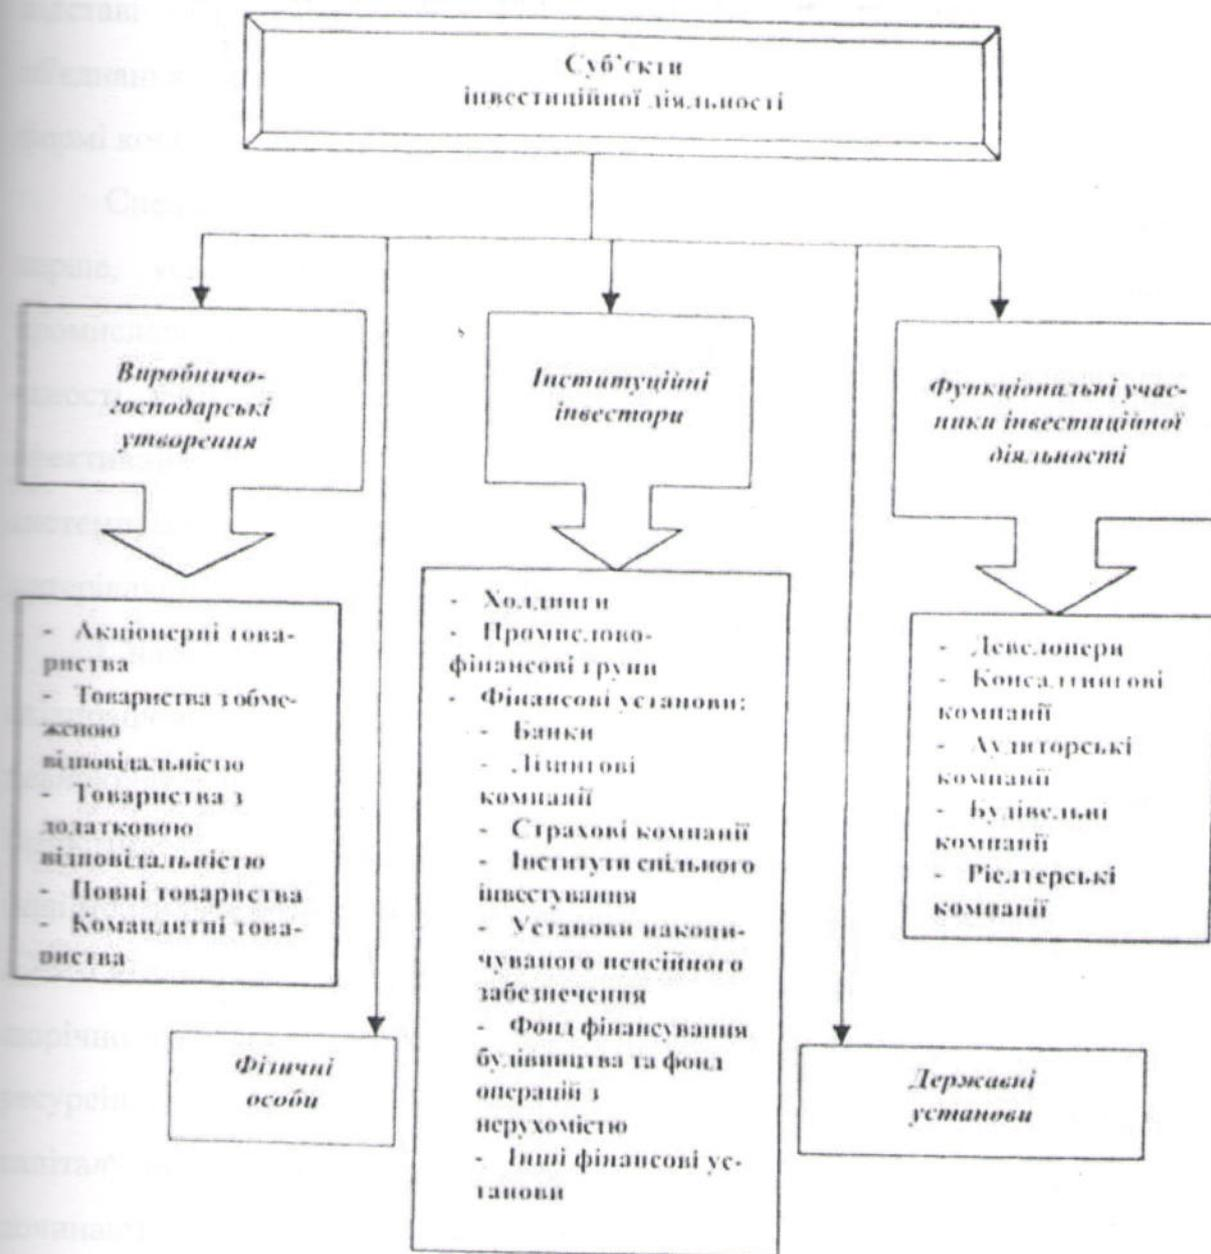 Суб'єкти
інвестиційної діяльності
Виробничо-
господарські
утворення
Інституційні
інвестори
Функціональні учас-
ники інвестиційної
діяльності
- Акціонерні това-
риства
- Товариства з обме-
женою
відповідальністю
- Товариства з
додатковою
відповідальністю
- Повні товариства
- Командитні това-
риства
- Холдинги
- Промислово-
фінансові групи
- Фінансові установи:
- Банки
- Лізингові
компанії
- Страхові компанії
- Інститути спільного
інвестування
- Установи накопи-
чуваного пенсійного
забезпечення
- Фонд фінансування
будівництва та фонд
операцій з
нерухомістю
- Інші фінансові ус-
танови
- Девелопери
- Консалтингові
компанії
- Аудиторські
компанії
- Будівельні
компанії
- Ріелтерські
компанії
Фізичні
особи
Державні
установи